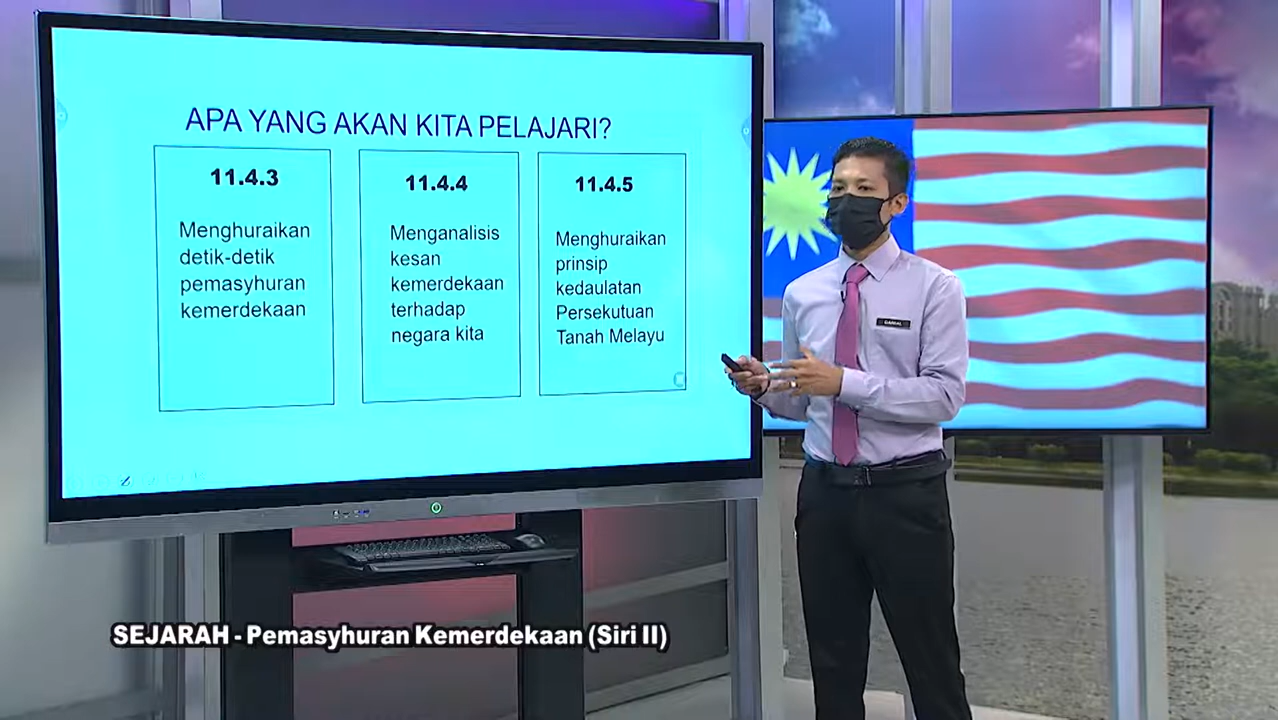 APA YANG AKAN KITA PELAJARI?
11.4.3
Menghuraikan
detik-detik
pemasyhuran
kemerdekaan
11.4.4
Menganalisis
kesan
kemerdekaan
terhadap
negara kita
11.4.5
Menghuraikan
prinsip
kedaulatan
Persekutuan
Tanah Melayu
SEJARAH - Pemasyhuran Kemerdekaan (Siri II)